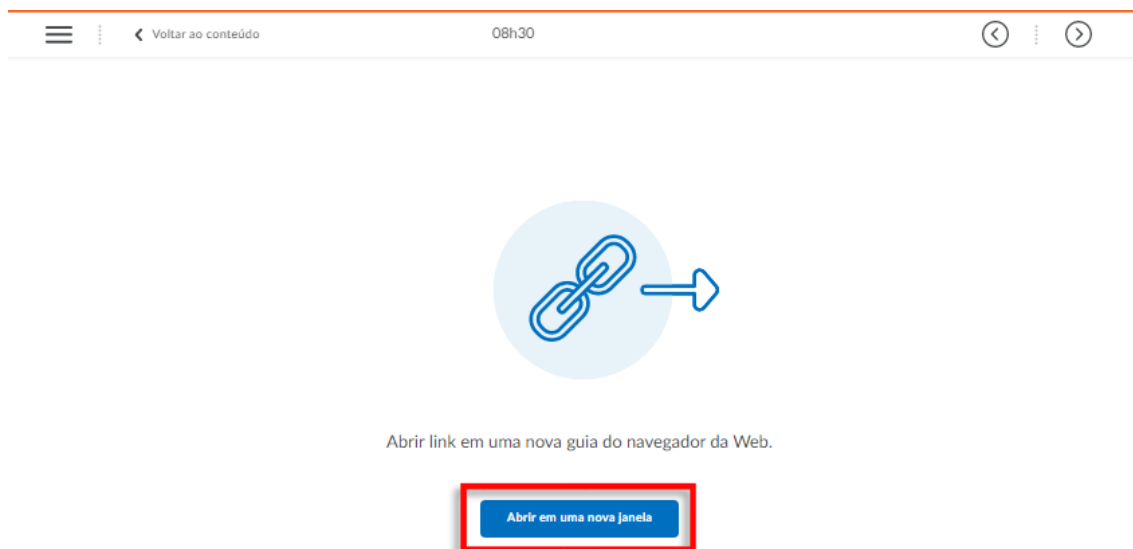 Voltar ao conteúdo
08h30
Abrir link em uma nova guia do navegador da Web.
Abrir em uma nova janela